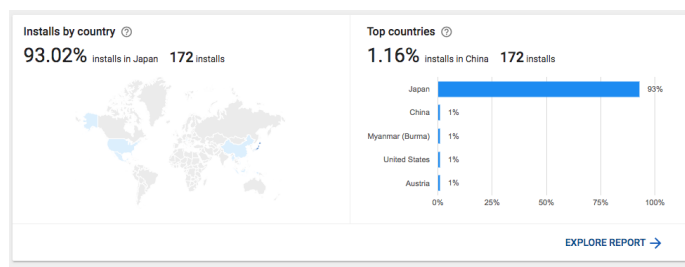 Installs by country ?
93.02% installs in Japan 172 installs
Top countries ?
1.16% installs in China 172 installs
Japan 93%
China 1%
Myanmar (Burma) 1%
United States 1%
Austria 1%
0% 25% 50% 75% 100%
EXPLORE REPORT →